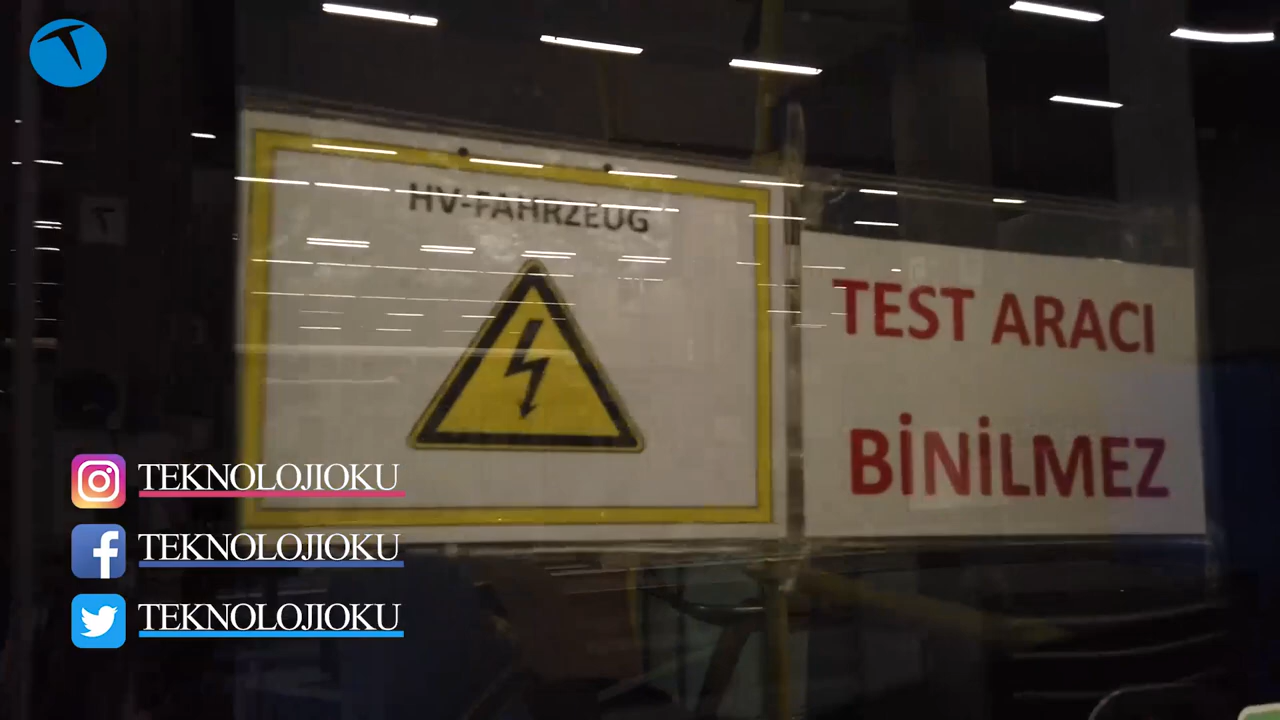 HV-FAHRZEUG
TEST ARACI
BİNİLMEZ
TEKNOLOJIOKU
TEKNOLOJIOKU
TEKNOLOJIOKU